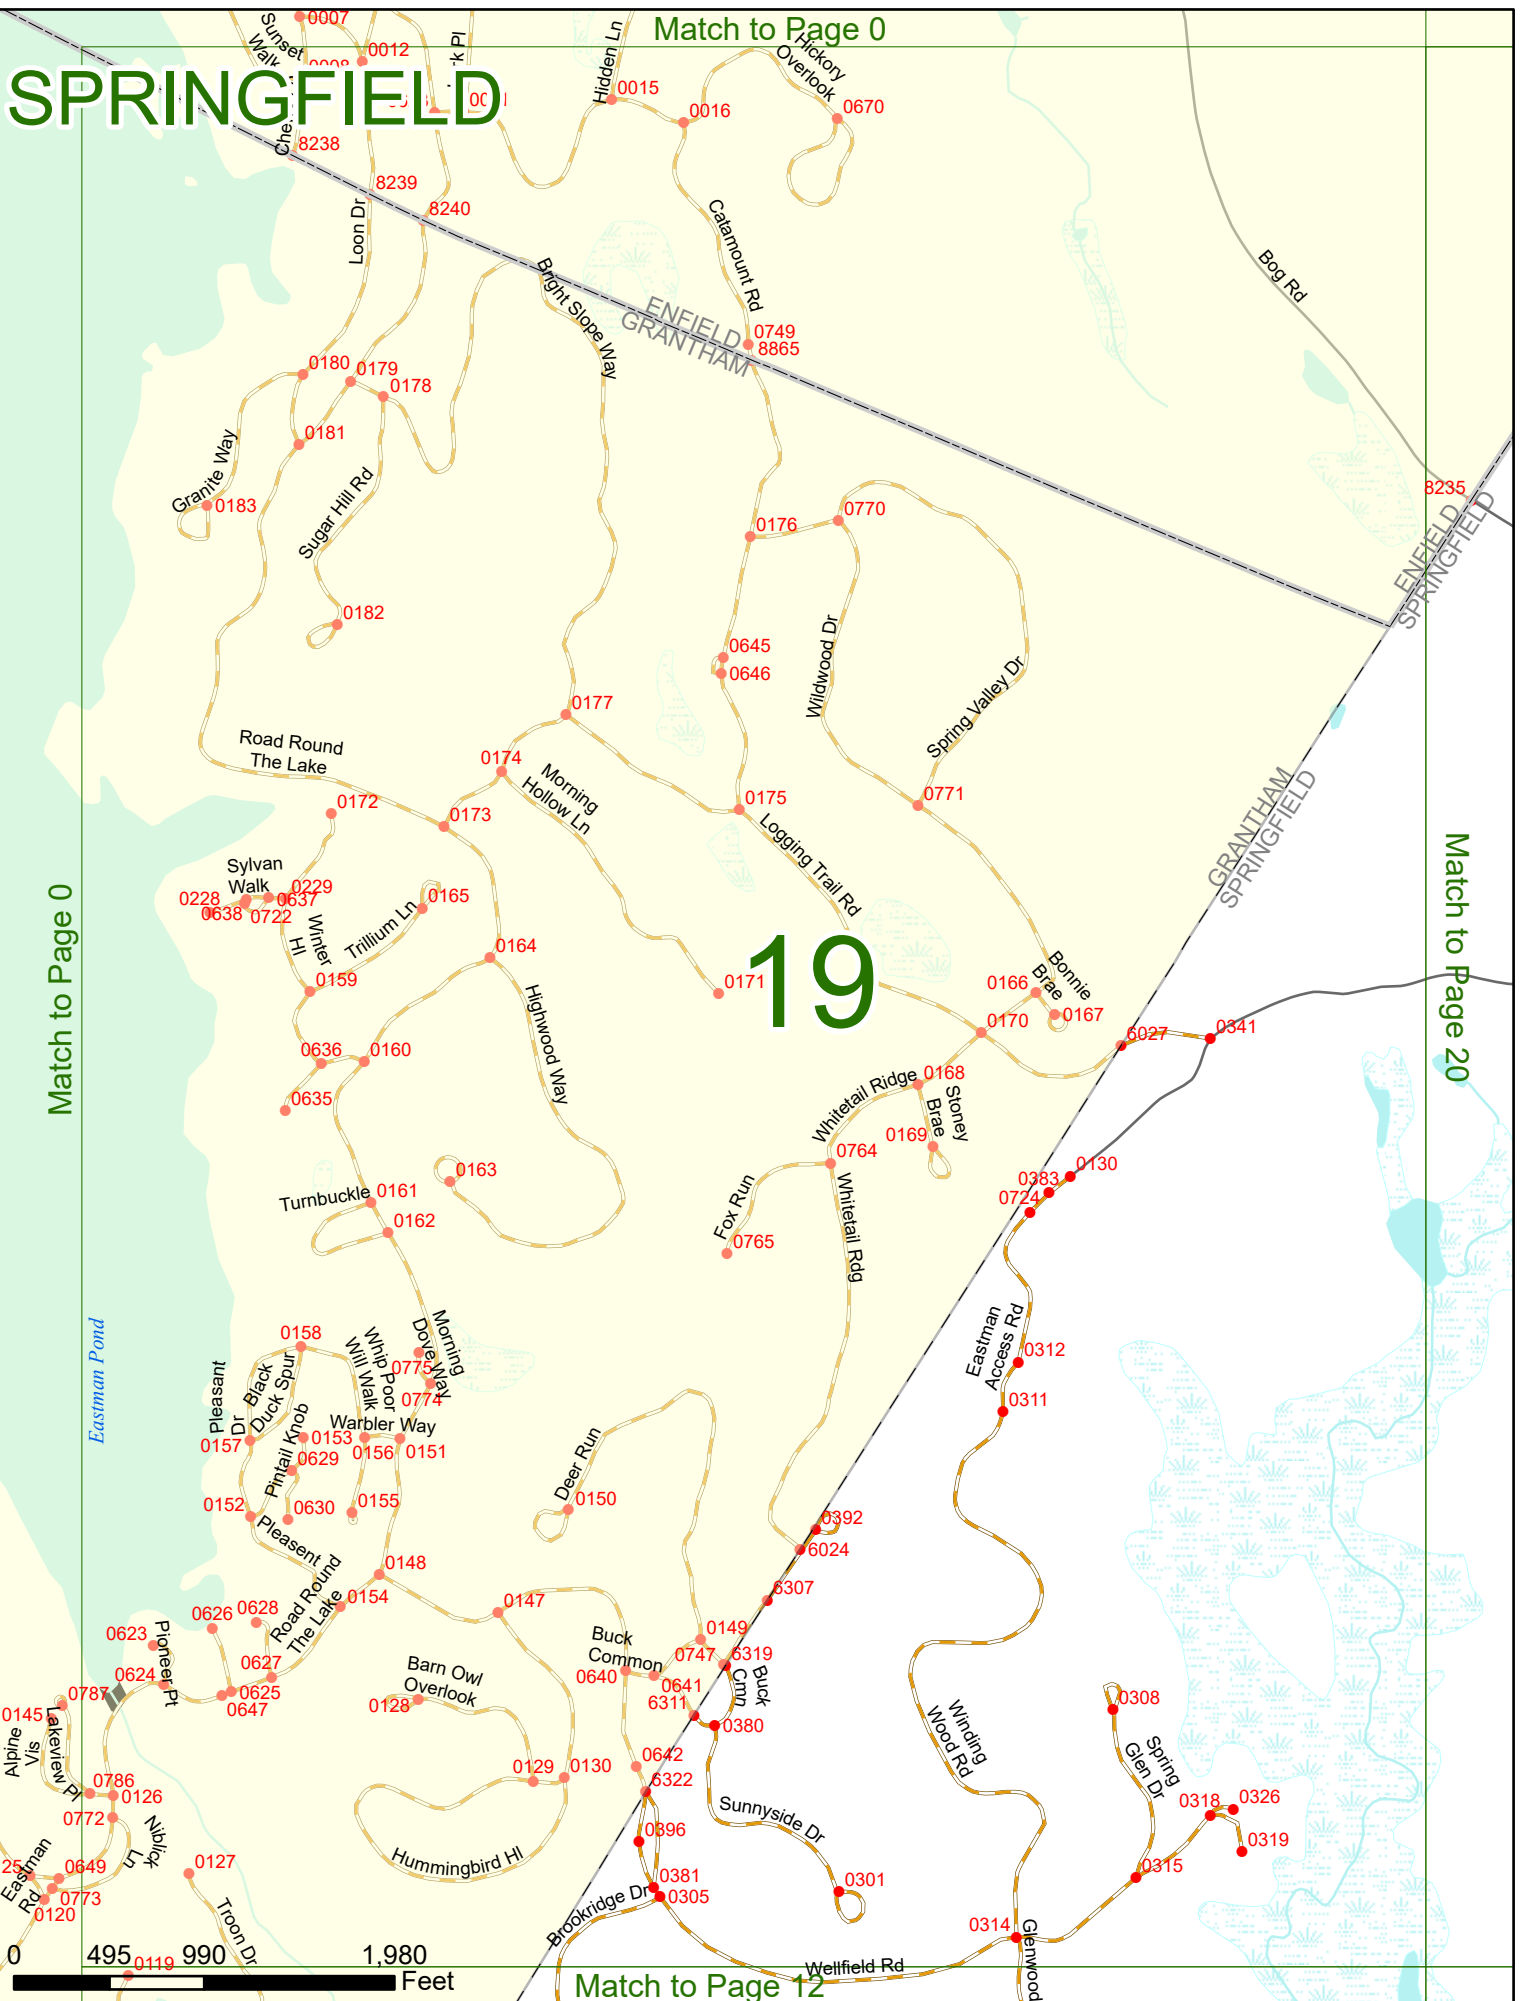 0007
Match to Page 0
Sunset
Walk
0012
Hidden Ln
Hickory
Overlook
SPRINGFIELD
0015
0016
0670
8238
8239
8240
Loon Dr
Catamount Rd
Bright Slope Way
Bog Rd
ENFIELD
GRANTHAM
0749
8865
0180
0179
0178
0181
Granite Way
0183
Sugar Hill Rd
0182
8235
ENFIELD
SPRINGFIELD
0176
0770
0645
0646
Wildwood Dr
Spring Valley Dr
0177
Road Round
The Lake
0174
Morning
Hollow Ln
0172
0173
0175
0771
Logging Trail Rd
GRANTHAM
SPRINGFIELD
Match to Page 0
Match to Page 20
Sylvan
Walk
0229
0228
0637
0638
0722
0165
Winter
Hl
Trillium Ln
0164
0159
0171
19
0166
Bonnie
Brae
0167
0170
6027
0341
Highwood Way
0636
0160
0635
0168
Whitetail Ridge
Stoney
Brae
0169
0163
0764
0130
0383
0724
Turnbuckle
0161
0162
Fox Run
0765
Whitetail Rdg
Eastman Pond
Eastman
Access Rd
0158
Morning
Dove Way
Whip Poor
Will Walk
0775
0774
0312
0311
Pleasant
Dr
Black
Duck Spur
Warbler Way
0157
0153
0156
0151
Pintail Knob
0629
0152
0630
0155
Deer Run
0150
Pleasent
0392
6024
0148
0154
Road Round
The Lake
0147
6307
0626
0628
0623
Pioneer Pt
0149
Buck
Common
0747
6319
Buck
Cmn
0624
0627
0625
0647
Barn Owl
Overlook
0128
0640
0641
6311
0380
0787
0145
Lakeview Pl
Alpine
Vis
Winding
Wood Rd
0308
Spring
Glen Dr
0642
0129
0130
6322
0786
0126
0772
0318
0326
0319
Sunnyside Dr
0396
Niblick
Ln
Hummingbird Hl
0127
0649
25
Eastman
Rd
0773
0120
0381
0305
0301
0315
Brookridge Dr
Troon Dr
0314
Glenwood
Wellfield Rd
0 495 990 1,980
Feet
0119
Match to Page 12